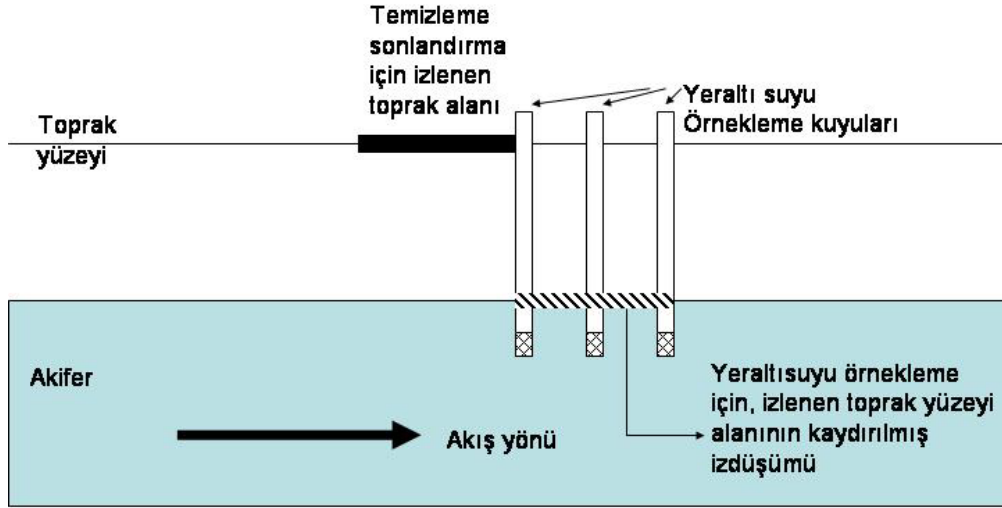 Temizleme
sonlandırma
için izlenen
toprak alanı
Toprak
yüzeyi
Yeraltı suyu
Örnekleme kuyuları
Akifer
Akış yönü
Yeraltısuyu örnekleme
için, izlenen toprak yüzeyi
alanının kaydırılmış
izdüşümü